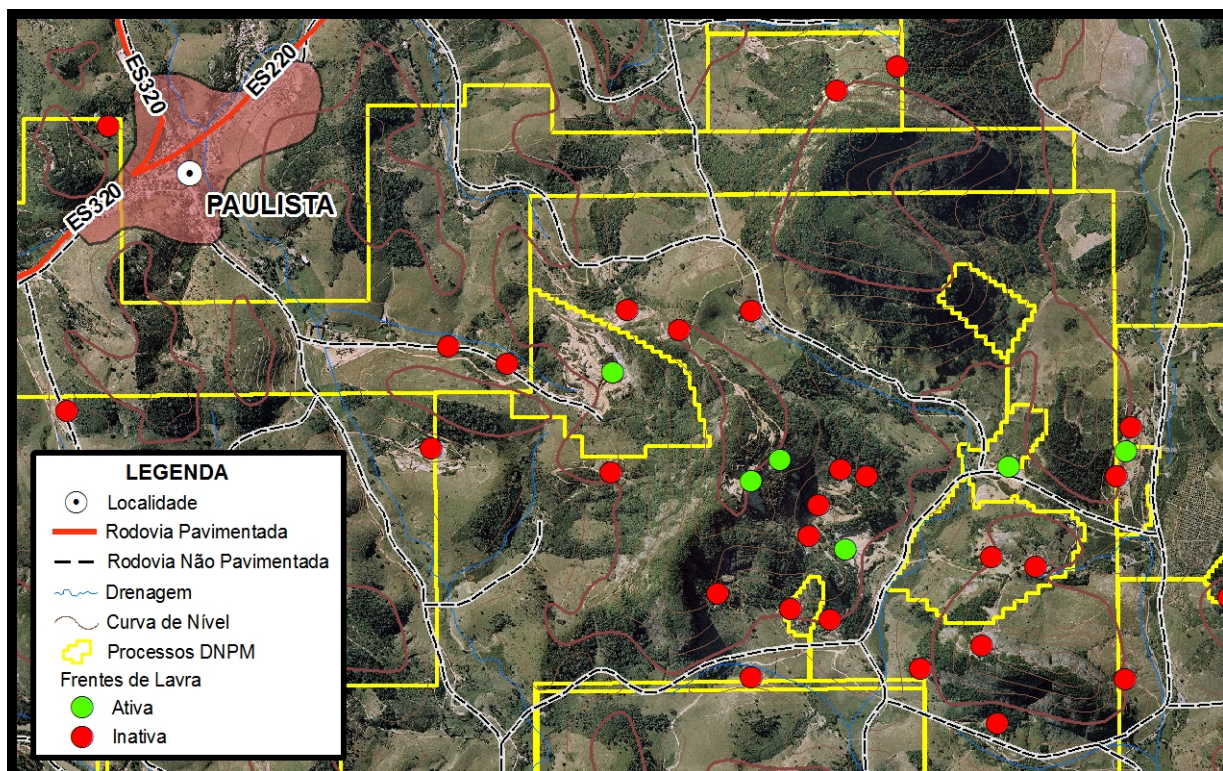 ES320
ES220
ES320
PAULISTA
LEGENDA
Localidade
Rodovia Pavimentada
Rodovia Não Pavimentada
Drenagem
Curva de Nível
Processos DNPM
Frentes de Lavra
Ativa
Inativa